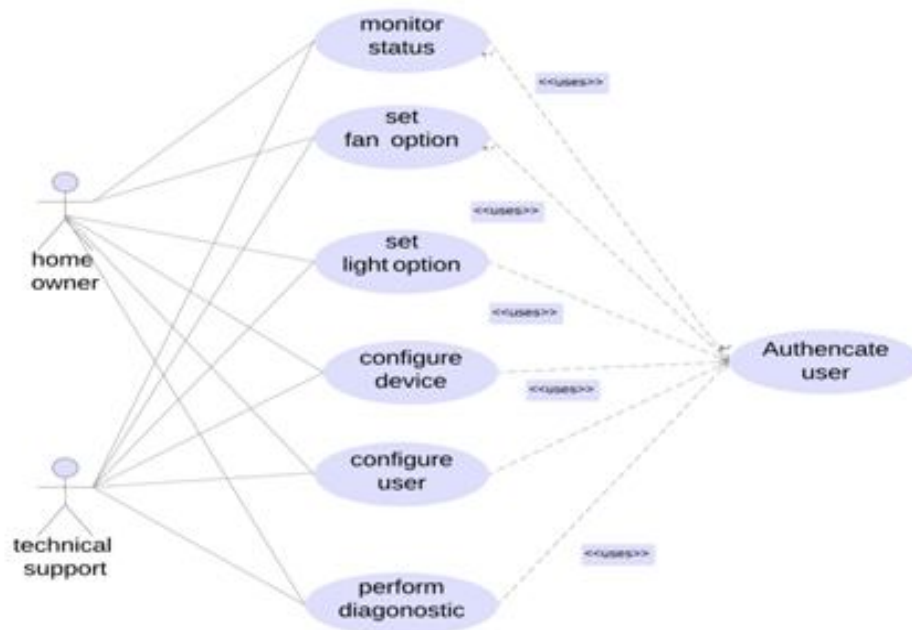 monitor
status
<<uses>>
set
fan option
<<uses>>
home
owner
set
light option
<<uses>>
Authencate
user
configure
device
<<uses>>
configure
user
technical
support
<<uses>>
perform
diagonostic